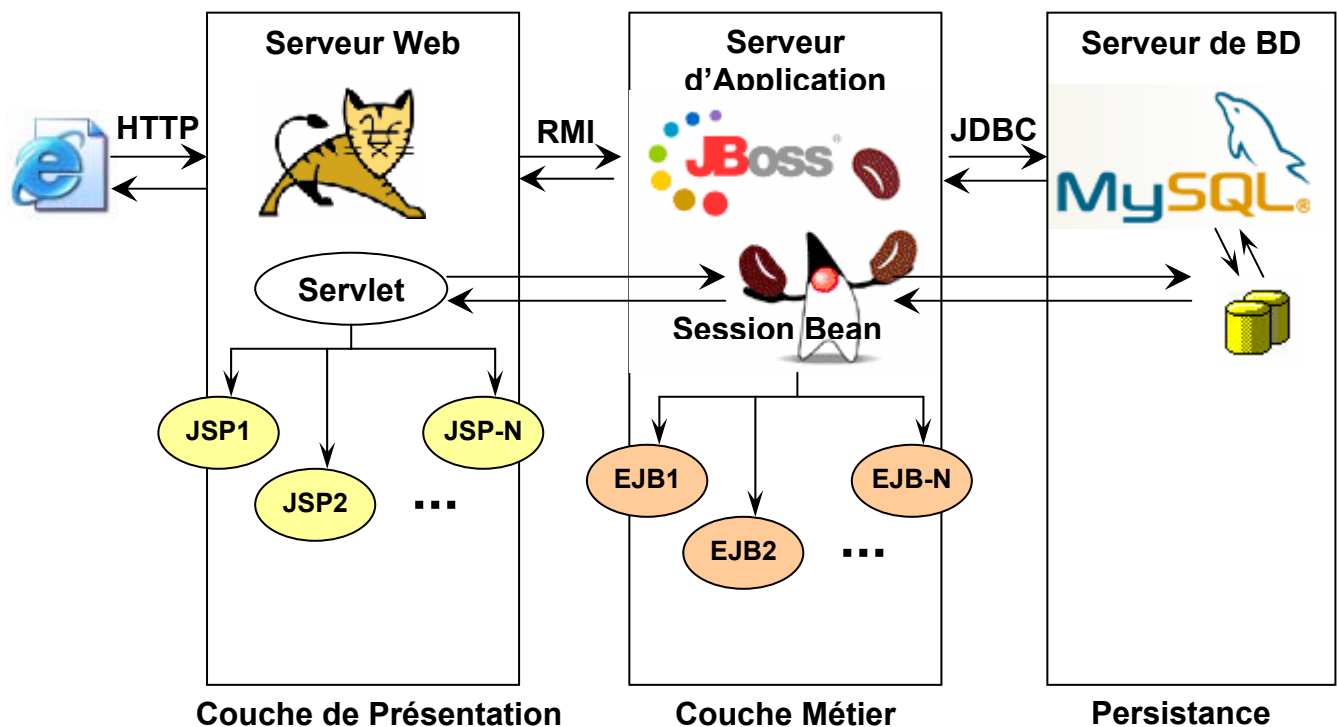 Serveur Web
Serveur
d’Application
Serveur de BD
HTTP
RMI
JBoss®
JDBC
MySQL®
Servlet
Session Bean
JSP1
JSP2
...
JSP-N
EJB1
EJB2
...
EJB-N
Couche de Présentation
Couche Métier
Persistance